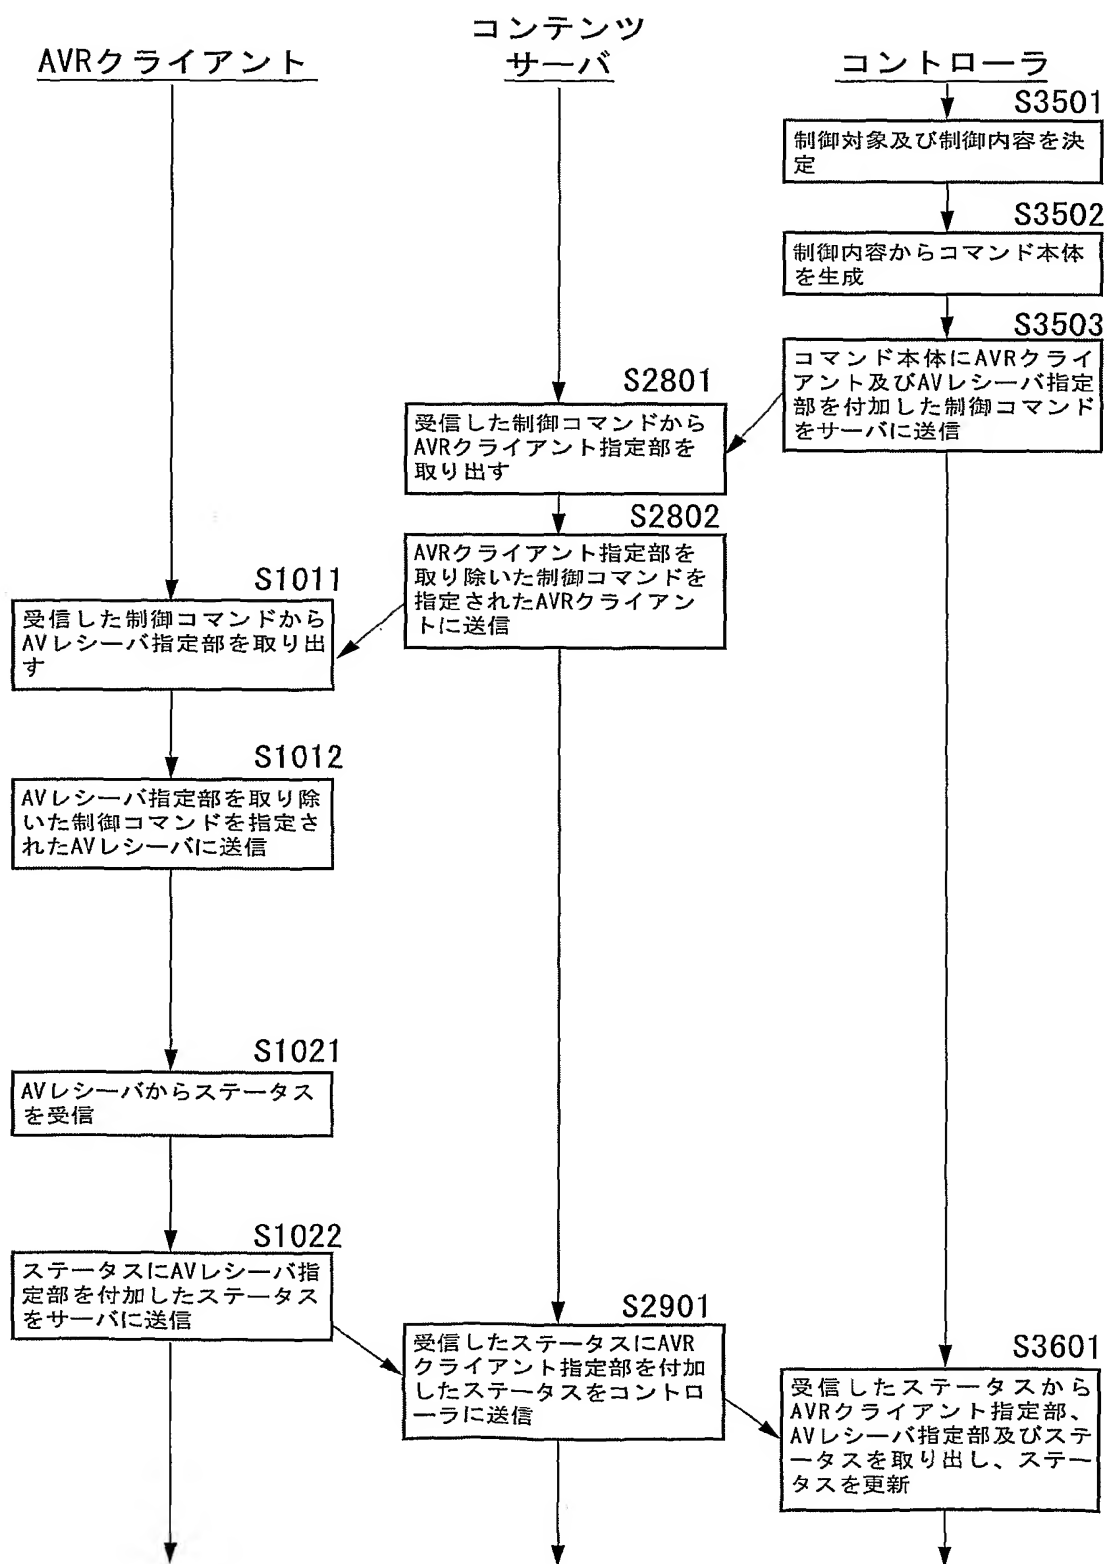 AVRクライアント
コンテンツ
サーバ
コントローラ
S3501
制御対象及び制御内容を決
定
S3502
制御内容からコマンド本体
を生成
S3503
コマンド本体にAVRクライ
アント及びAVレシーバ指定
部を付加した制御コマンド
をサーバに送信
S2801
受信した制御コマンドから
AVRクライアント指定部を
取り出す
S2802
AVRクライアント指定部を
取り除いた制御コマンドを
指定されたAVRクライアン
トに送信
S1011
受信した制御コマンドから
AVレシーバ指定部を取り出
す
S1012
AVレシーバ指定部を取り除
いた制御コマンドを指定さ
れたAVレシーバに送信
S1021
AVレシーバからステータス
を受信
S1022
ステータスにAVレシーバ指
定部を付加したステータス
をサーバに送信
S2901
受信したステータスにAVR
クライアント指定部を付加
したステータスをコントロ
ーラに送信
S3601
受信したステータスから
AVRクライアント指定部、
AVレシーバ指定部及びステ
ータスを取り出し、ステー
タスを更新